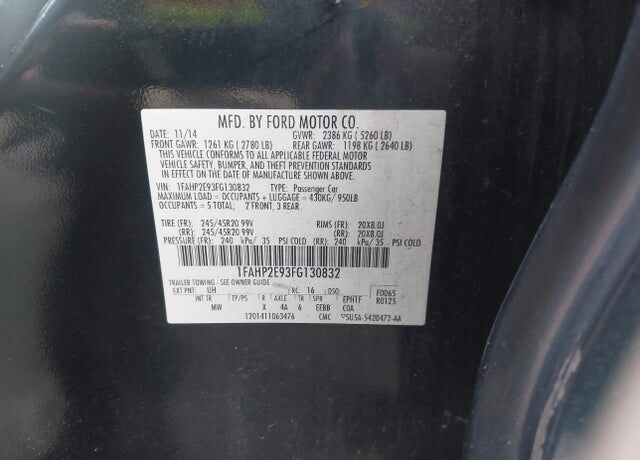 MFD. BY FORD MOTOR CO.
DATE: 11/14 GVWR: 2386 KG ( 5260 LB)
FRONT GAWR: 1261 KG ( 2780 LB) REAR GAWR: 1198 KG ( 2640 LB)
THIS VEHICLE CONFORMS TO ALL APPLICABLE FEDERAL MOTOR
VEHICLE SAFETY, BUMPER, AND THEFT PREVENTION STANDARDS
IN EFFECT ON THE DATE OF MANUFACTURE SHOWN ABOVE.
VIN: 1FAHP2E93FG130832 TYPE: Passenger Car
MAXIMUM LOAD = OCCUPANTS + LUGGAGE = 430KG/ 950LB
OCCUPANTS = 5 TOTAL; 2 FRONT, 3 REAR.
TIRE (FR): 245/45R20 99V RIMS (FR): 20X8.0J
(RR): 245/45R20 99V (RR): 20X8.0J
PRESSURE (FR): 240 kPa/ 35 PSI COLD (RR): 240 kPa/ 35 PSI COLD
1FAHP2E93FG130832
TRAILER TOWING - SEE OWNER GUIDE
EXT PNT: UH RC: 16 DSO: F0065
WB INT TR TP/PS R AXLE TR SPR EPHTF R0125
MW X 4A 6 EEBB COA
1201411063476 CMC 5U5A-5420472-AA